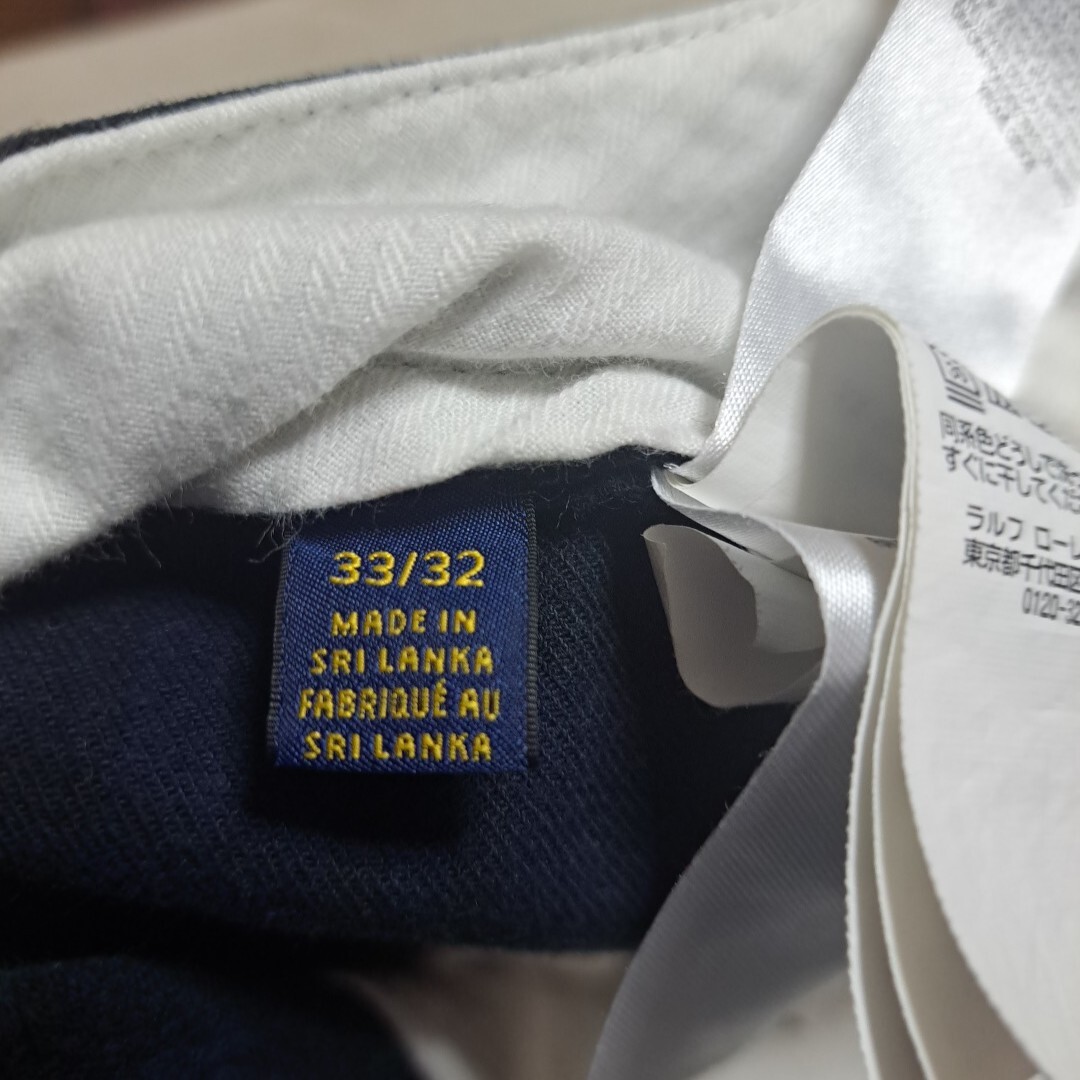 33/32
MADE IN
SRI LANKA
FABRIQUÉ AU
SRI LANKA
同系色どうしで
すぐに干してくだ
ラルフ ローレ
東京都千代田区
0120-32